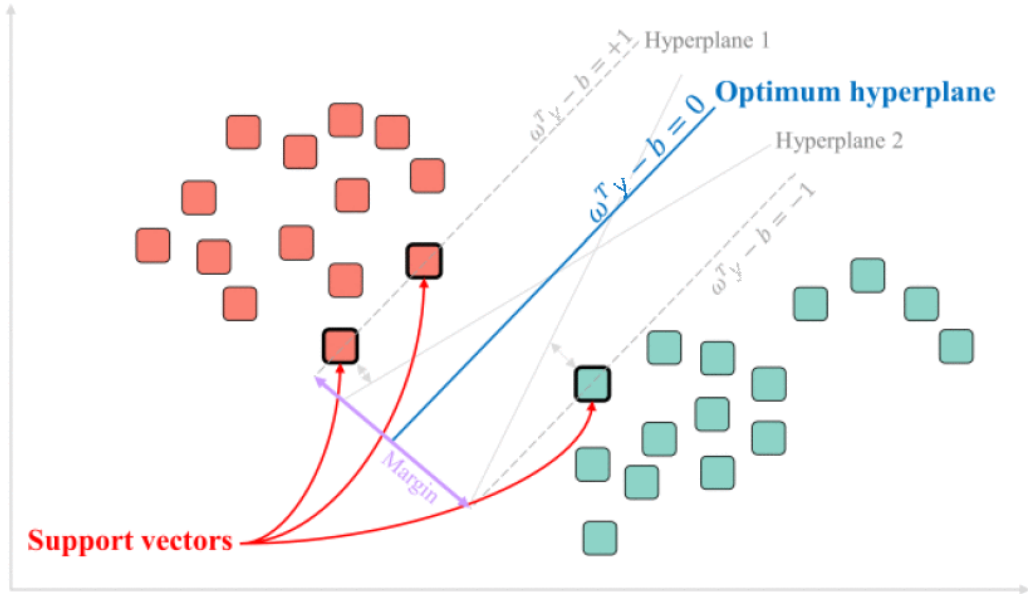 Hyperplane 1
ωᵀy − b = +1
Optimum hyperplane
ωᵀy − b = 0
Hyperplane 2
ωᵀy − b = −1
Margin
Support vectors